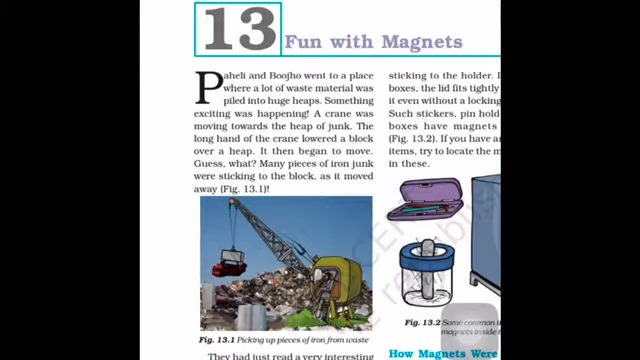 13
Fun with Magnets
Paheli and Boojho went to a place
where a lot of waste material was
piled into huge heaps. Something
exciting was happening! A crane was
moving towards the heap of junk. The
long hand of the crane lowered a block
over a heap. It then began to move.
Guess, what? Many pieces of iron junk
were sticking to the block, as it moved
away (Fig. 13.1)!
Fig. 13.1 Picking up pieces of iron from waste
They had just read a very interesting
sticking to the holder. I
boxes, the lid fits tightly
it even without a locking
Such stickers, pin hold
boxes have magnets
(Fig. 13.2). If you have an
items, try to locate the m
in these.
Fig. 13.2 Some common i
magnets inside t
How Magnets Were